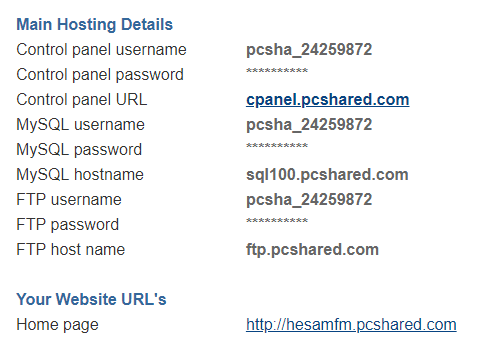 Main Hosting Details
Control panel username pcsha_24259872
Control panel password **********
Control panel URL cpanel.pcshared.com
MySQL username pcsha_24259872
MySQL password **********
MySQL hostname sql100.pcshared.com
FTP username pcsha_24259872
FTP password **********
FTP host name ftp.pcshared.com
Your Website URL's
Home page http://hesamfm.pcshared.com